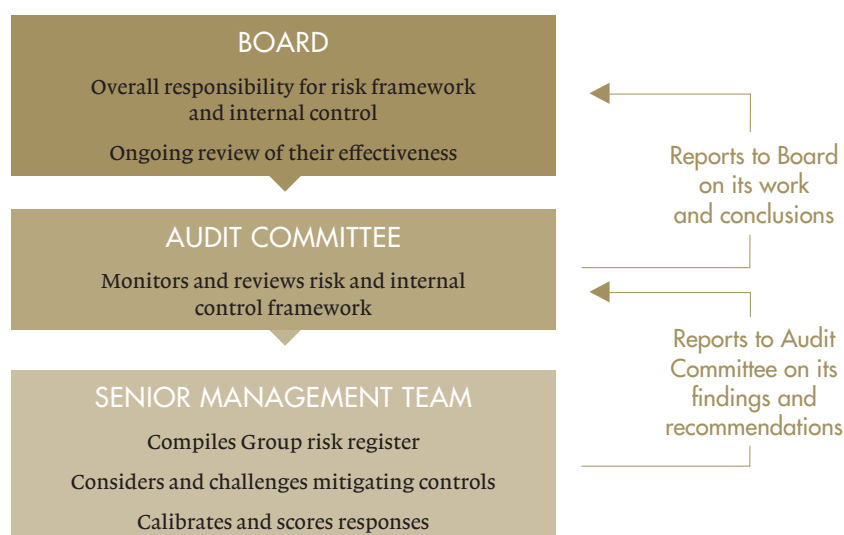 BOARD
Overall responsibility for risk framework
and internal control
Ongoing review of their effectiveness
Reports to Board
on its work
and conclusions
AUDIT COMMITTEE
Monitors and reviews risk and internal
control framework
Reports to Audit
Committee on its
findings and
recommendations
SENIOR MANAGEMENT TEAM
Compiles Group risk register
Considers and challenges mitigating controls
Calibrates and scores responses